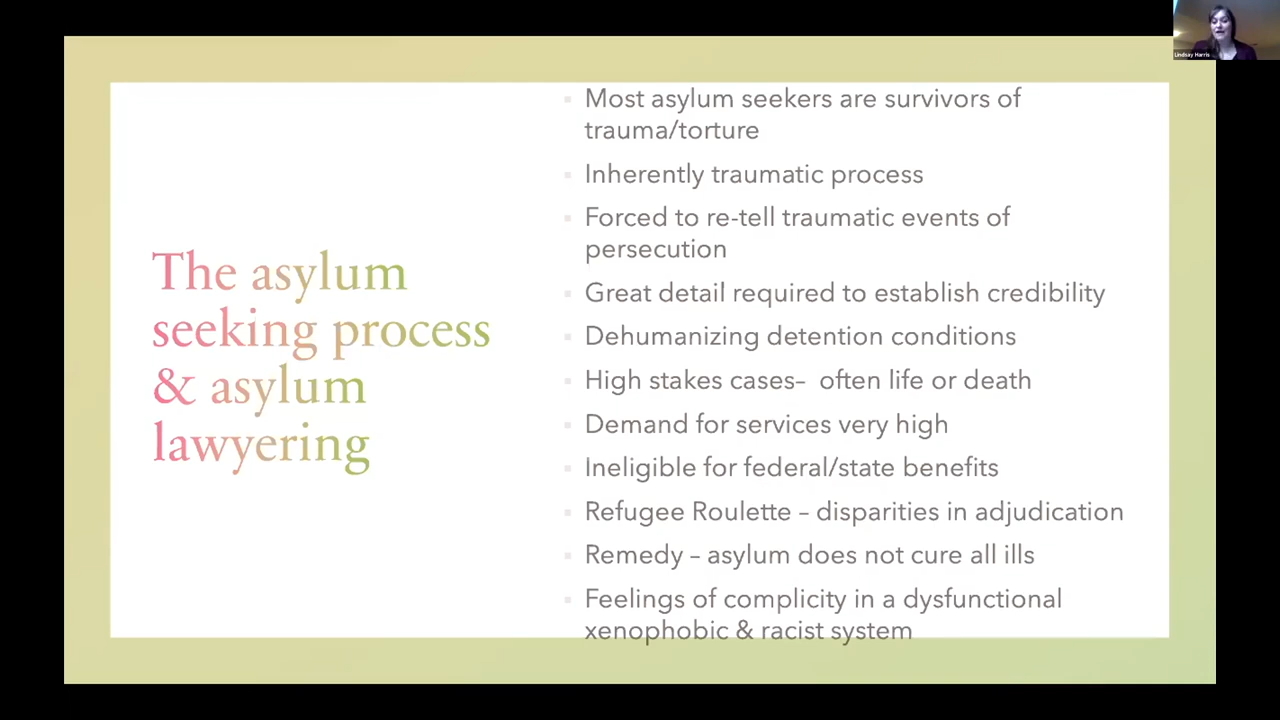 The asylum
seeking process
& asylum
lawyering
Most asylum seekers are survivors of
trauma/torture
Inherently traumatic process
Forced to re-tell traumatic events of
persecution
Great detail required to establish credibility
Dehumanizing detention conditions
High stakes cases– often life or death
Demand for services very high
Ineligible for federal/state benefits
Refugee Roulette – disparities in adjudication
Remedy – asylum does not cure all ills
Feelings of complicity in a dysfunctional
xenophobic & racist system
Lindsay Harris